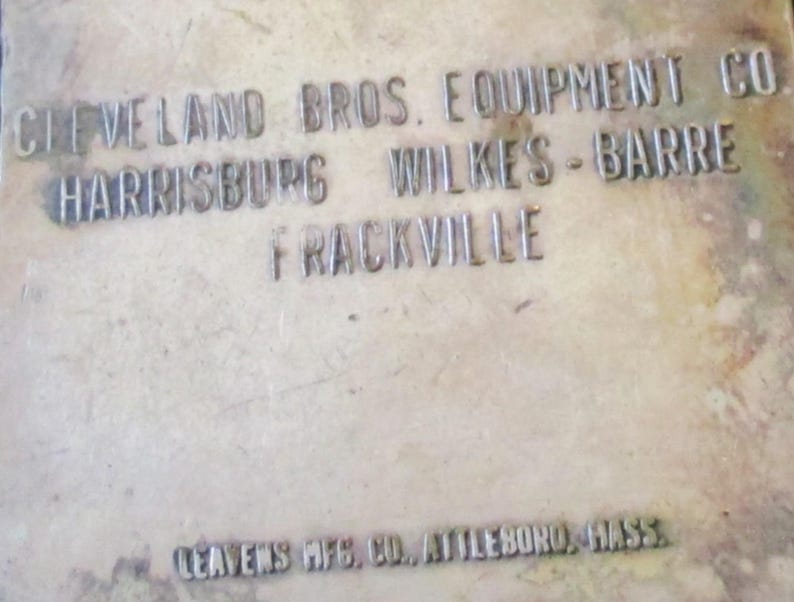 CLEVELAND BROS. EQUIPMENT CO.
HARRISBURG WILKES-BARRE
FRACKVILLE
LEAVENS MFG. CO., ATTLEBORO, MASS.